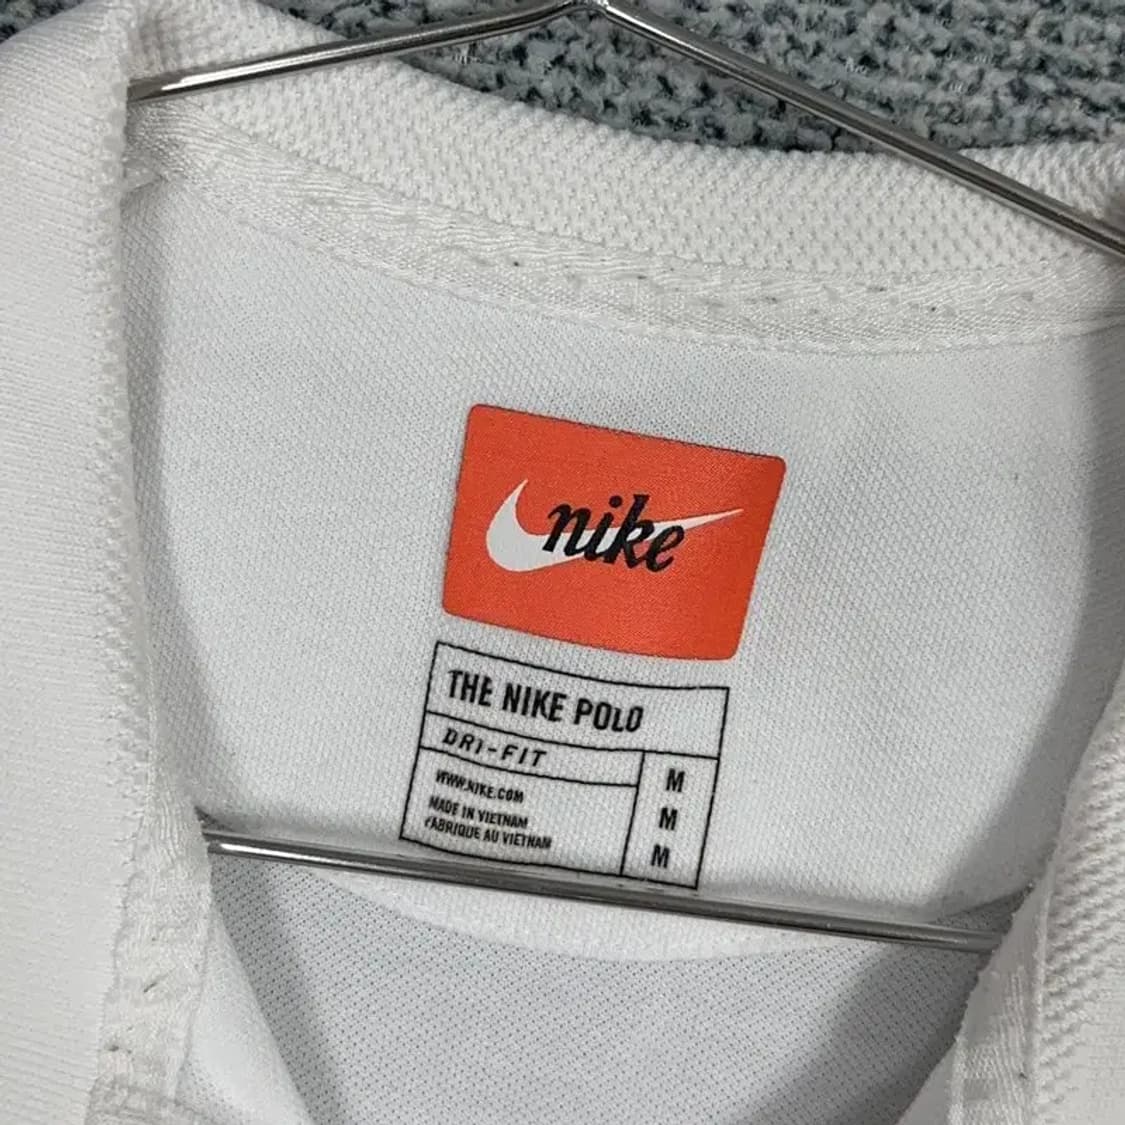 nike
THE NIKE POLO
DRI-FIT
M
WWW.NIKE.COM
M
MADE IN VIETNAM
FABRIQUE AU VIETNAM
M